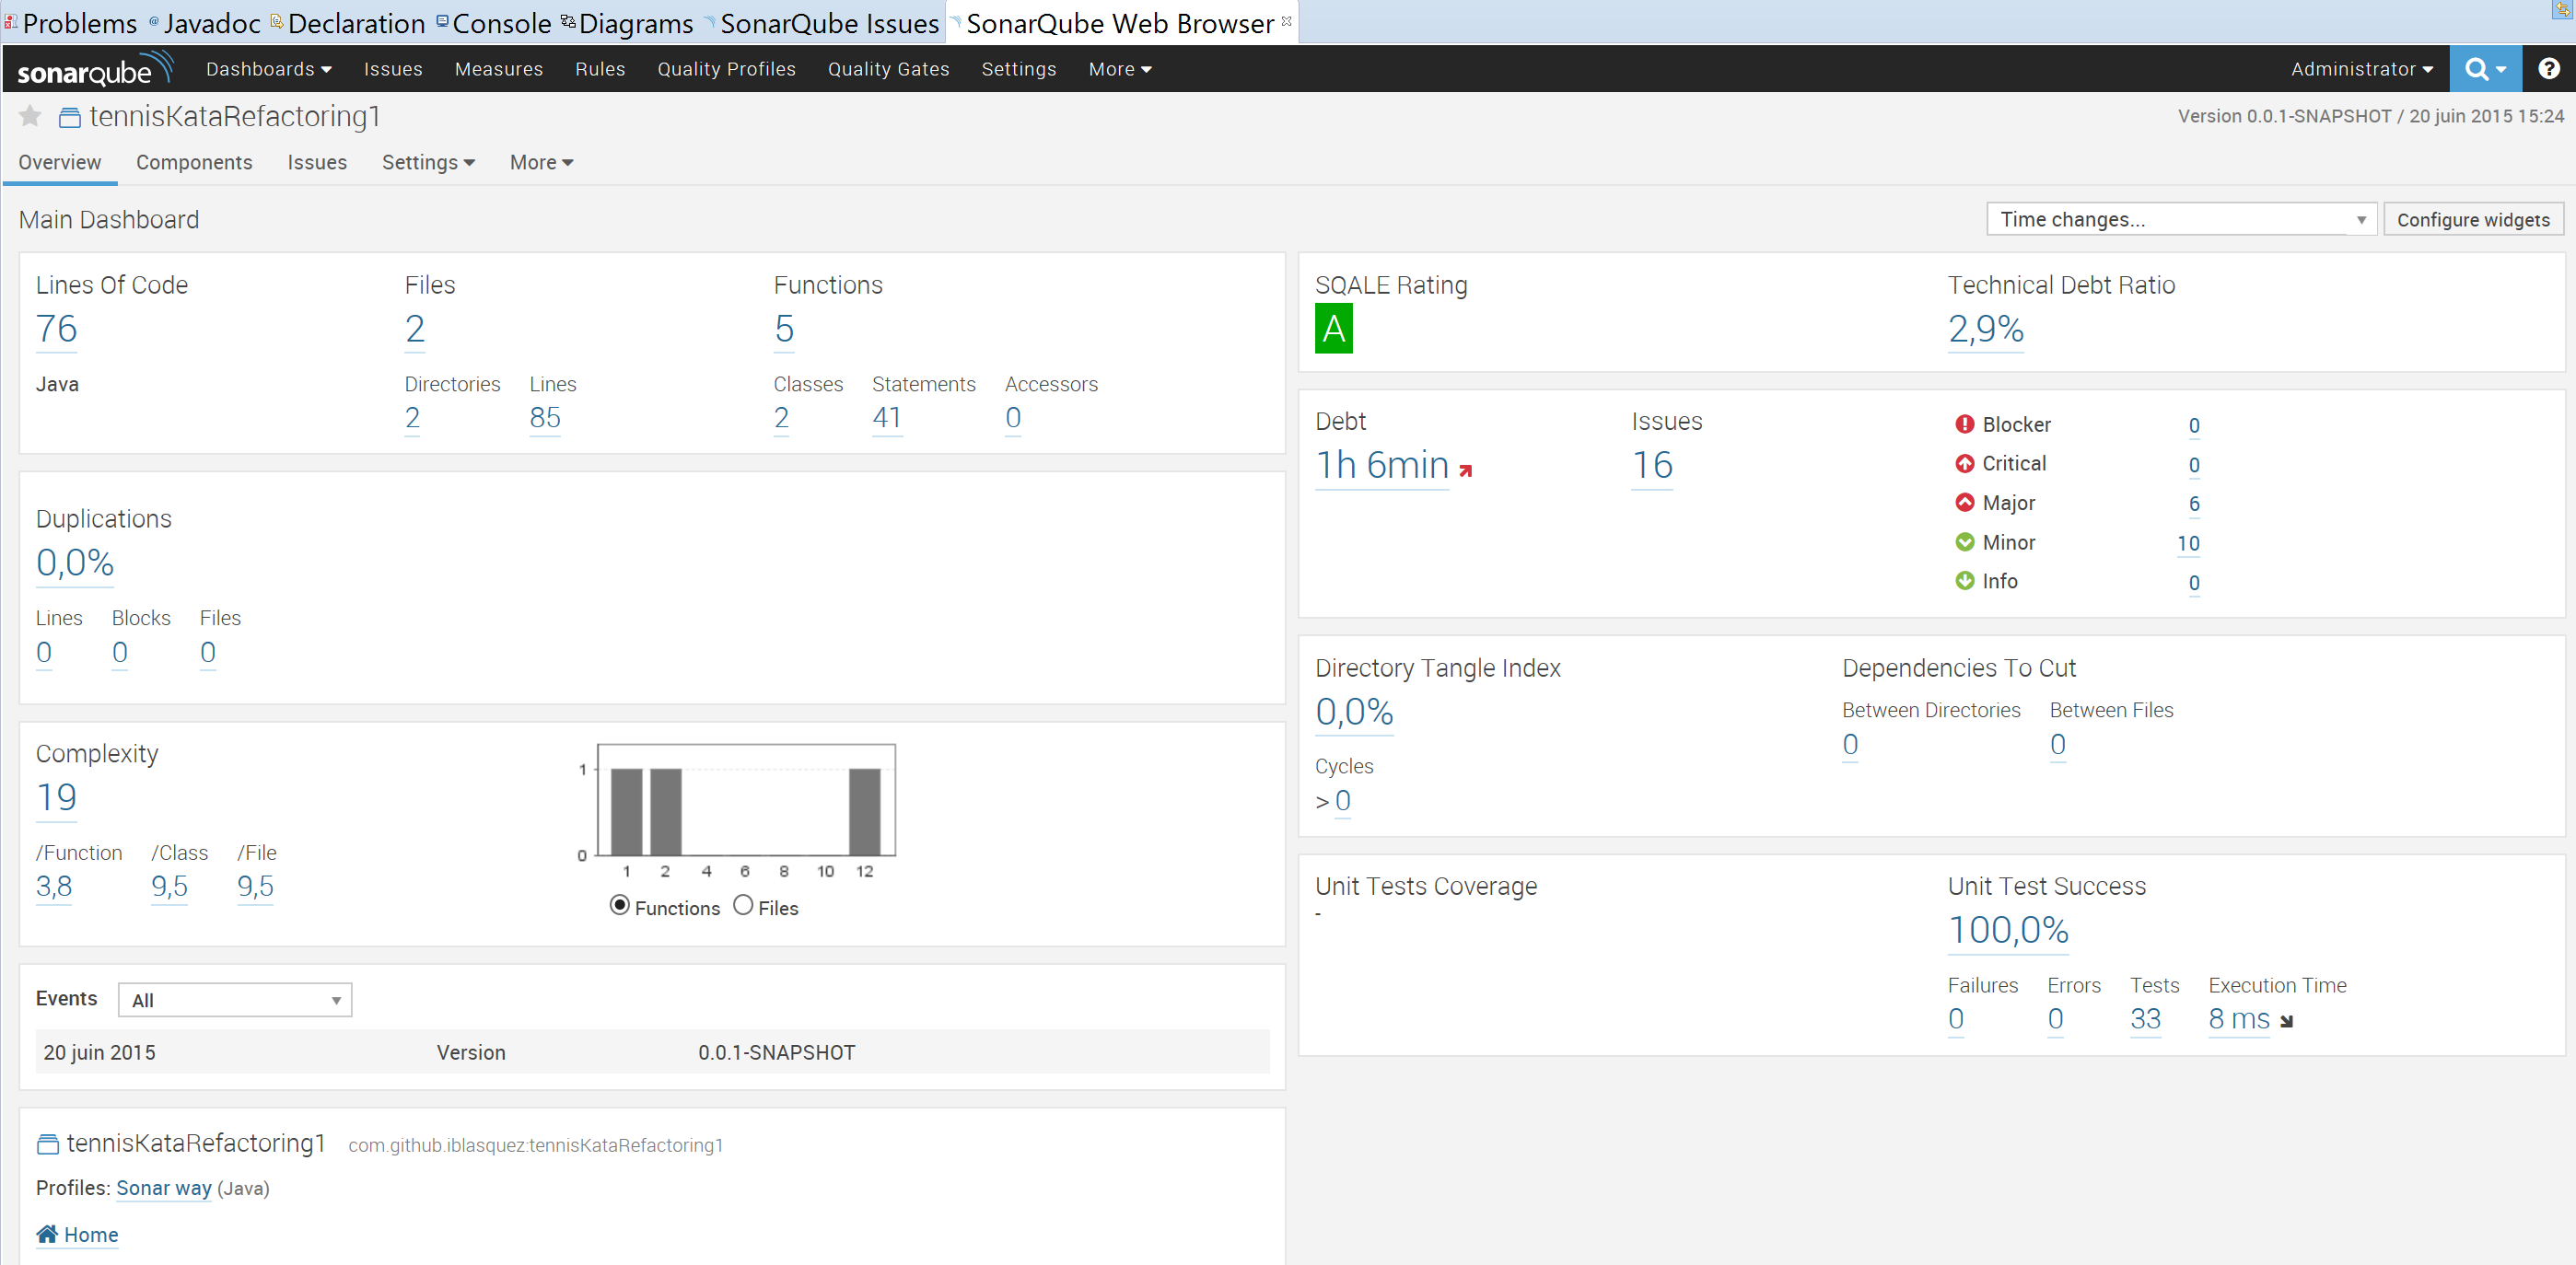 Problems @ Javadoc Declaration Console Diagrams SonarQube Issues SonarQube Web Browser
sonarqube Dashboards Issues Measures Rules Quality Profiles Quality Gates Settings More Administrator ?
tennisKataRefactoring1 Version 0.0.1-SNAPSHOT / 20 juin 2015 15:24
Overview Components Issues Settings More
Main Dashboard Time changes... Configure widgets
Lines Of Code Files Functions
76 2 5
Java Directories Lines Classes Statements Accessors
2 85 2 41 0
Duplications
0,0%
Lines Blocks Files
0 0 0
Complexity
19
/Function /Class /File
3,8 9,5 9,5
1
0
1 2 4 6 8 10 12
Functions Files
Events All
20 juin 2015 Version 0.0.1-SNAPSHOT
tennisKataRefactoring1 com.github.iblasquez:tennisKataRefactoring1
Profiles: Sonar way (Java)
Home
SQALE Rating Technical Debt Ratio
A 2,9%
Debt Issues
1h 6min 16
Blocker 0
Critical 0
Major 6
Minor 10
Info 0
Directory Tangle Index Dependencies To Cut
0,0% Between Directories Between Files
0 0
Cycles
> 0
Unit Tests Coverage Unit Test Success
- 100,0%
Failures Errors Tests Execution Time
0 0 33 8 ms